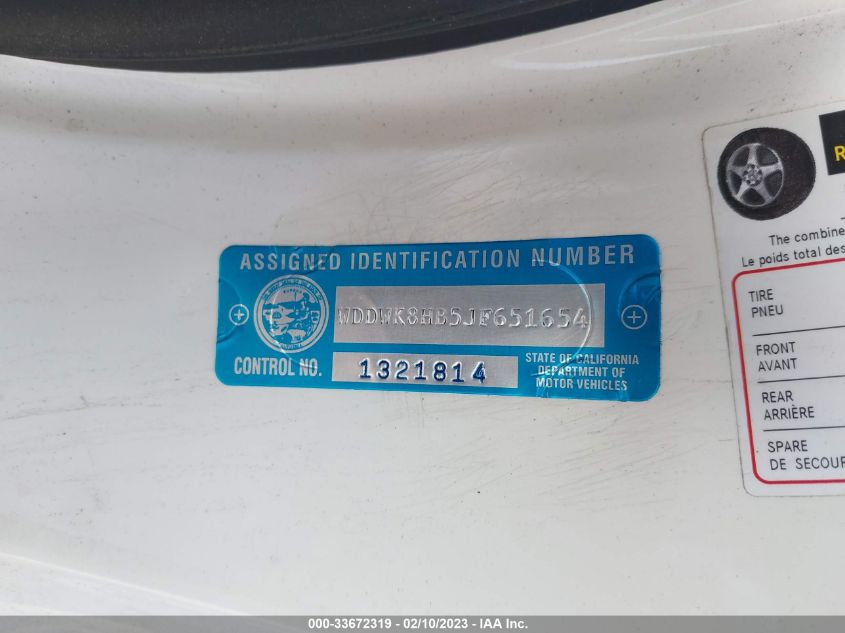 ASSIGNED IDENTIFICATION NUMBER
WDDWK8HB5JF651654
CONTROL NO. 1321814
STATE OF CALIFORNIA
DEPARTMENT OF
MOTOR VEHICLES
The combine
Le poids total des
TIRE
PNEU
FRONT
AVANT
REAR
ARRIÈRE
SPARE
DE SECOUR
000-33672319 - 02/10/2023 - IAA Inc.